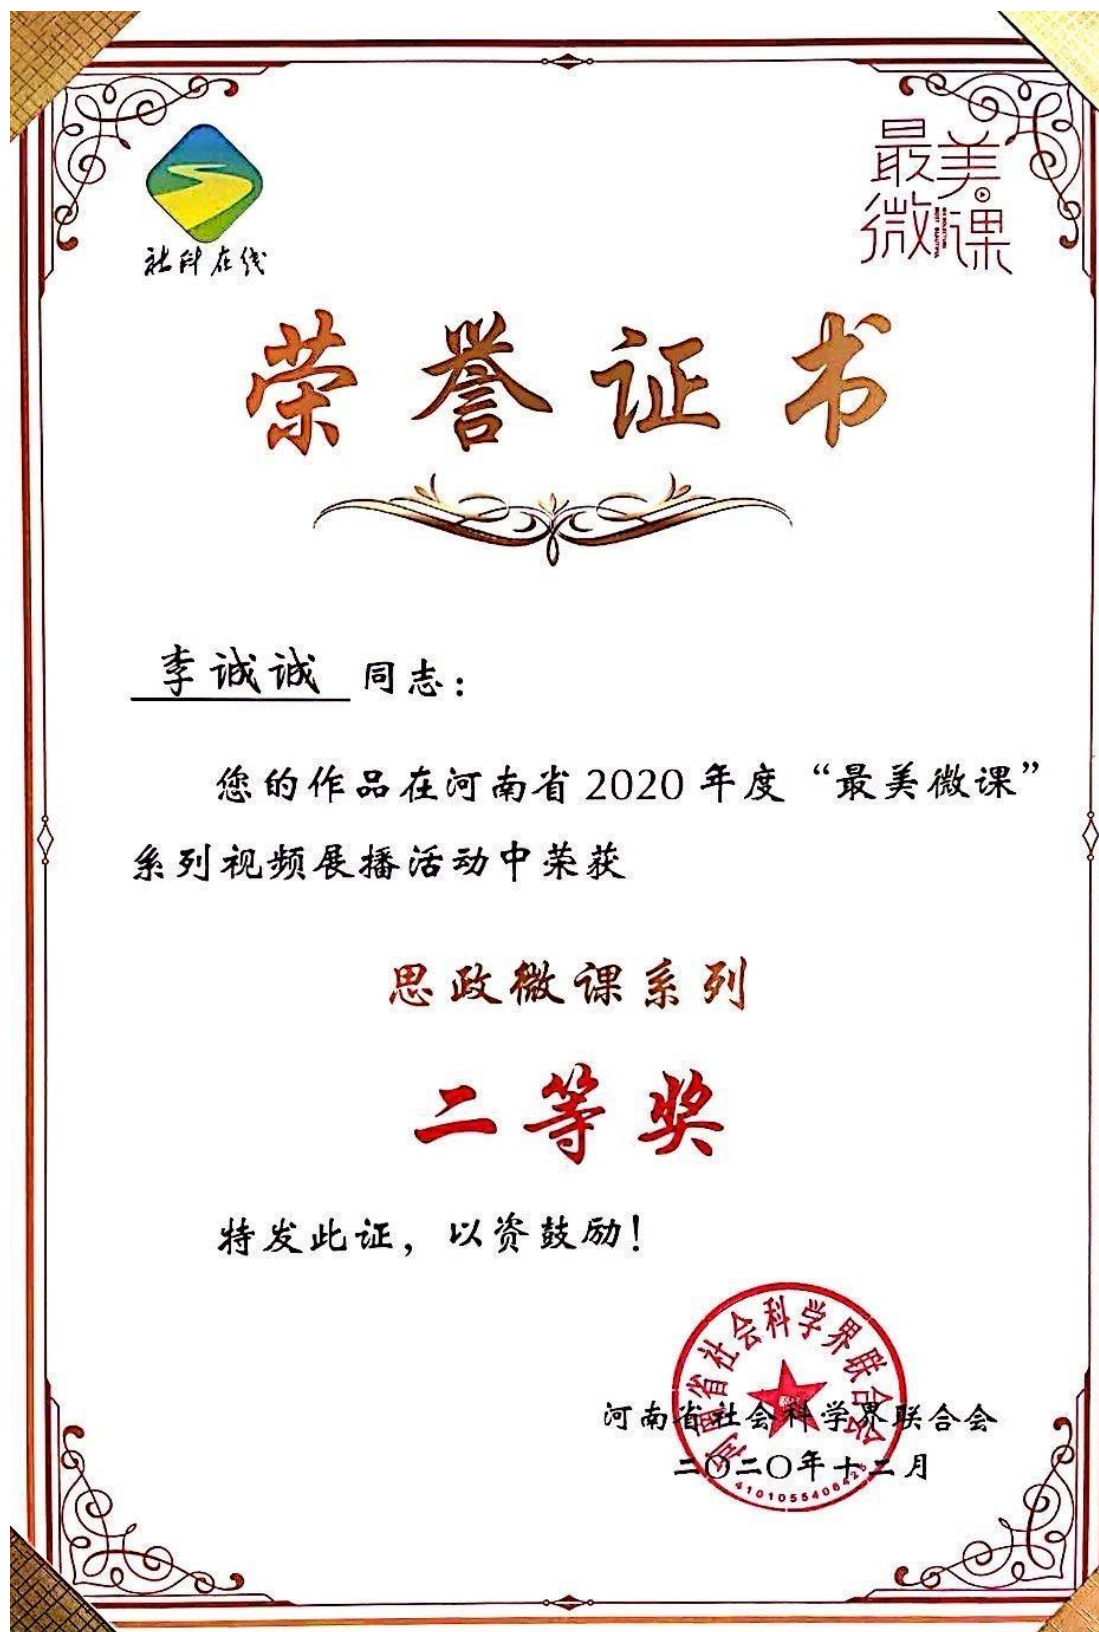 社科在线
最美
微课
荣誉证书
李诚诚 同志：
您的作品在河南省2020年度“最美微课”
系列视频展播活动中荣获
思政微课系列
二等奖
特发此证，以资鼓励！
河南省社会科学界联合会
河南省社会科学界联合会
二〇二〇年十二月